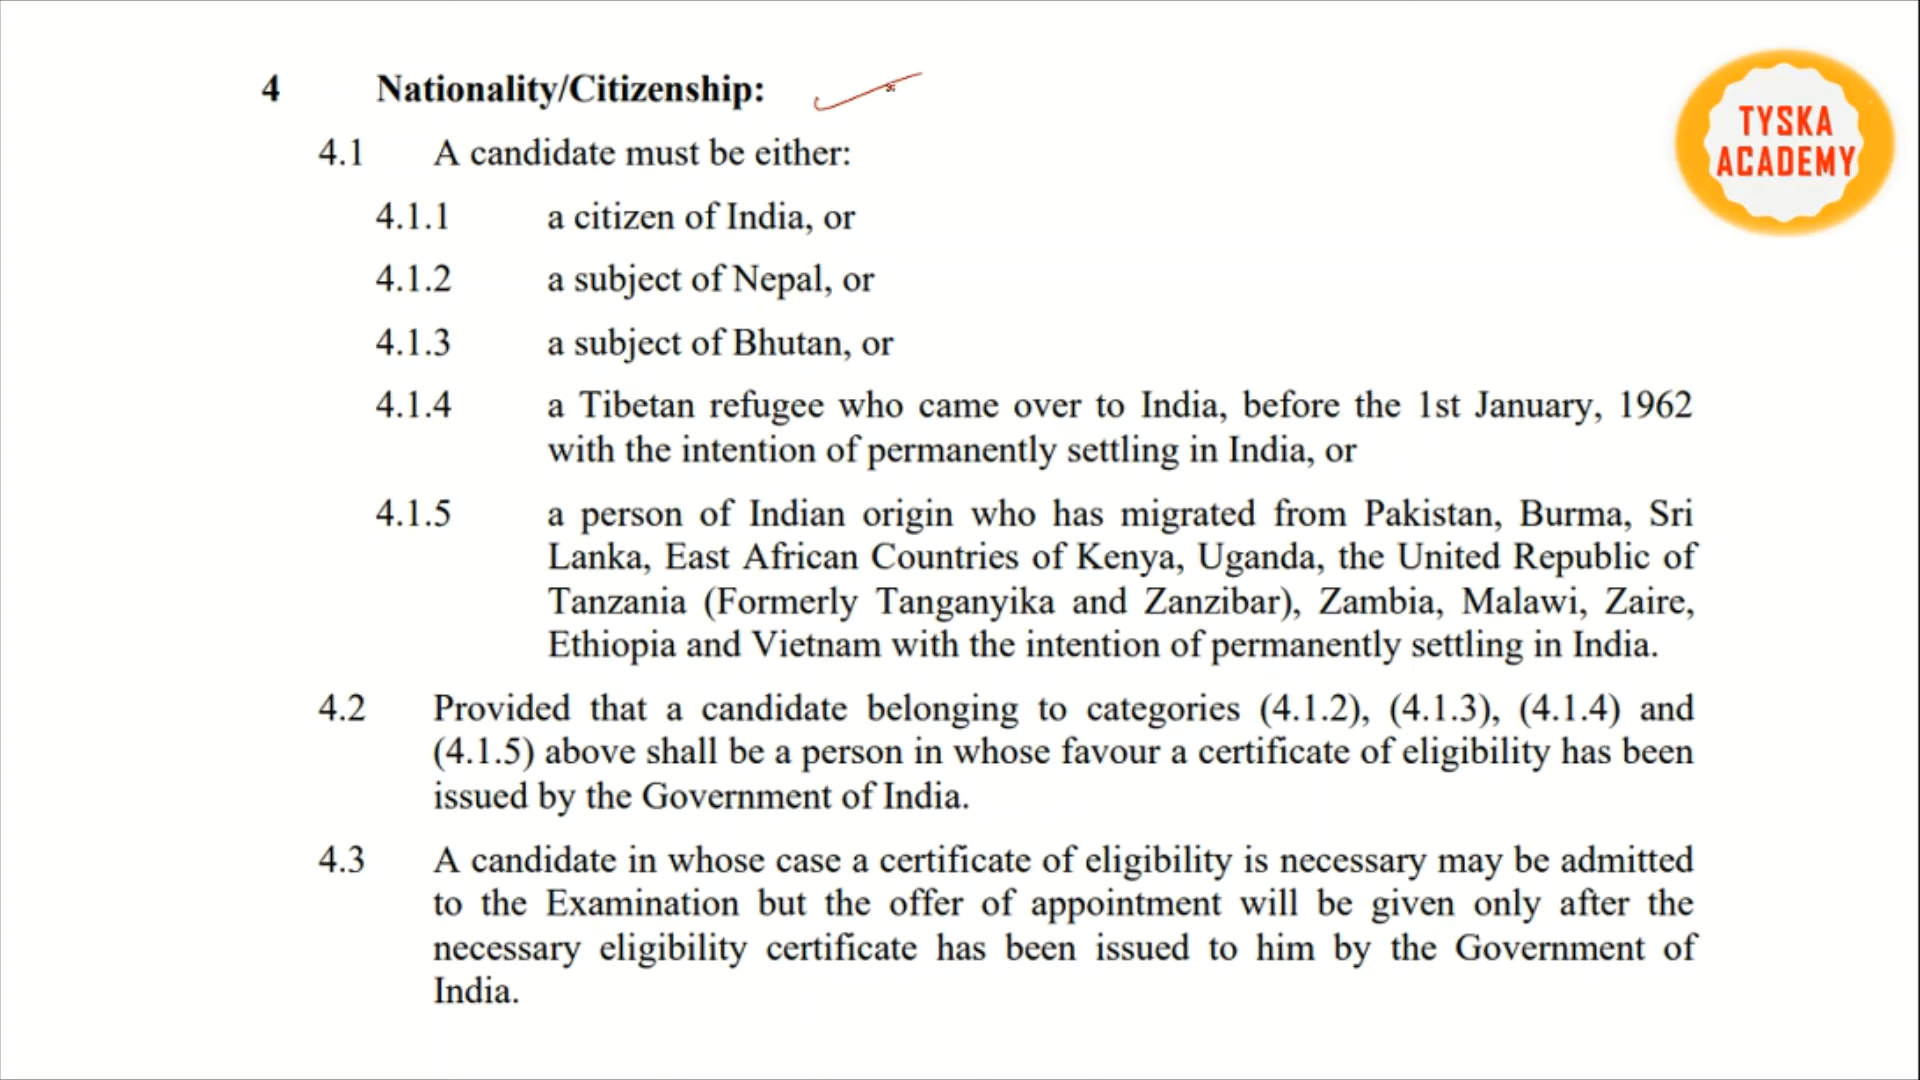 4 Nationality/Citizenship:
TYSKA
ACADEMY
4.1 A candidate must be either:
4.1.1 a citizen of India, or
4.1.2 a subject of Nepal, or
4.1.3 a subject of Bhutan, or
4.1.4 a Tibetan refugee who came over to India, before the 1st January, 1962
with the intention of permanently settling in India, or
4.1.5 a person of Indian origin who has migrated from Pakistan, Burma, Sri
Lanka, East African Countries of Kenya, Uganda, the United Republic of
Tanzania (Formerly Tanganyika and Zanzibar), Zambia, Malawi, Zaire,
Ethiopia and Vietnam with the intention of permanently settling in India.
4.2 Provided that a candidate belonging to categories (4.1.2), (4.1.3), (4.1.4) and
(4.1.5) above shall be a person in whose favour a certificate of eligibility has been
issued by the Government of India.
4.3 A candidate in whose case a certificate of eligibility is necessary may be admitted
to the Examination but the offer of appointment will be given only after the
necessary eligibility certificate has been issued to him by the Government of
India.